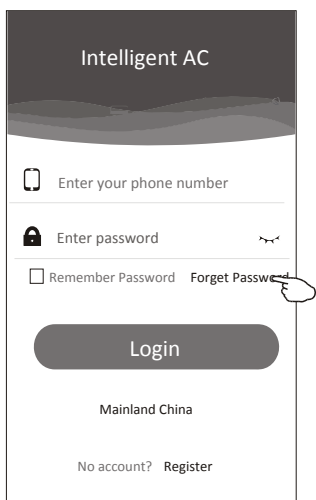 Intelligent AC
Enter your phone number
Enter password
Remember Password Forget Password
Login
Mainland China
No account? Register